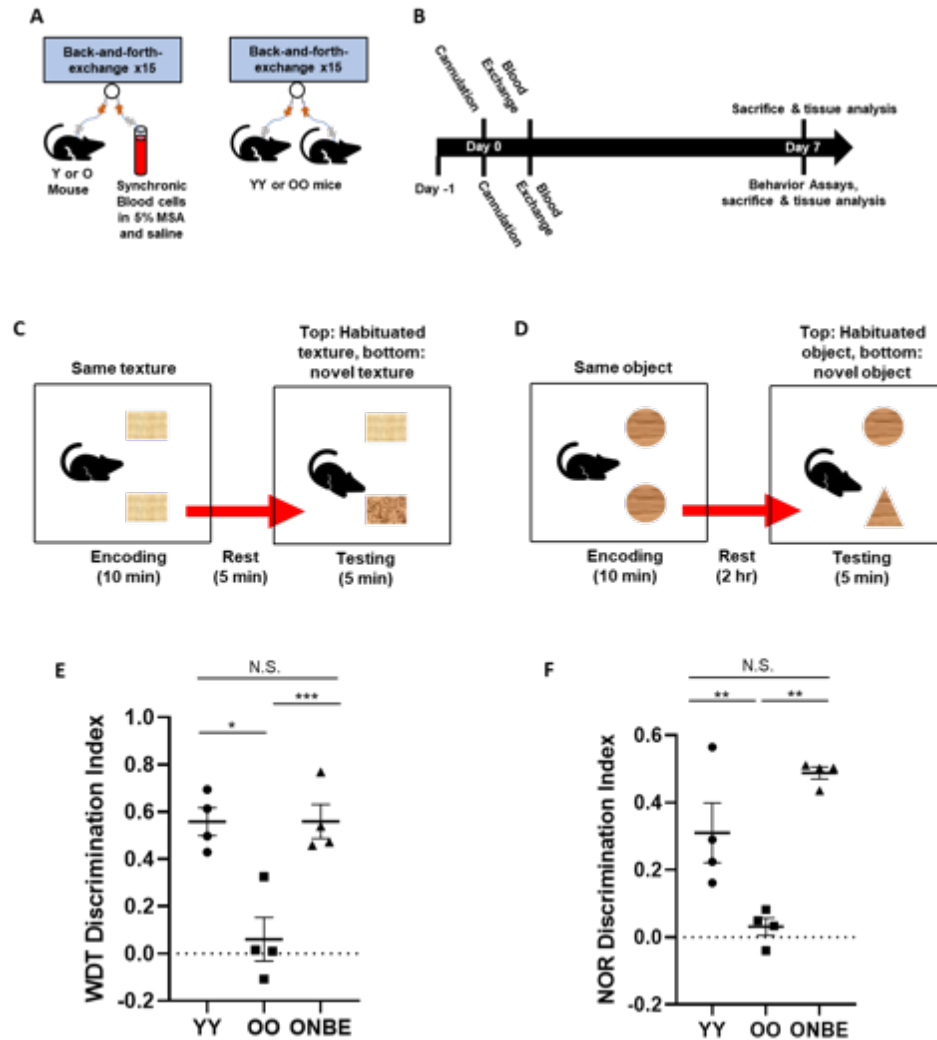 A
Back-and-forth-
exchange x15
Back-and-forth-
exchange x15
Y or O
Mouse
Synchronic
Blood cells
in 5% MSA
and saline
YY or OO mice
B
Cannulation
Blood
Exchange
Sacrifice & tissue analysis
Day -1
Day 0
Day 7
Cannulation
Blood
Exchange
Behavior Assays,
sacrifice & tissue analysis
C
Same texture
Top: Habituated
texture, bottom:
novel texture
Encoding
(10 min)
Rest
(5 min)
Testing
(5 min)
D
Same object
Top: Habituated
object, bottom:
novel object
Encoding
(10 min)
Rest
(2 hr)
Testing
(5 min)
E
N.S.
* ***
WDT Discrimination Index
1.0
0.8
0.6
0.4
0.2
0.0
-0.2
YY OO ONBE
F
N.S.
** **
NOR Discrimination Index
0.6
0.4
0.2
0.0
-0.2
YY OO ONBE